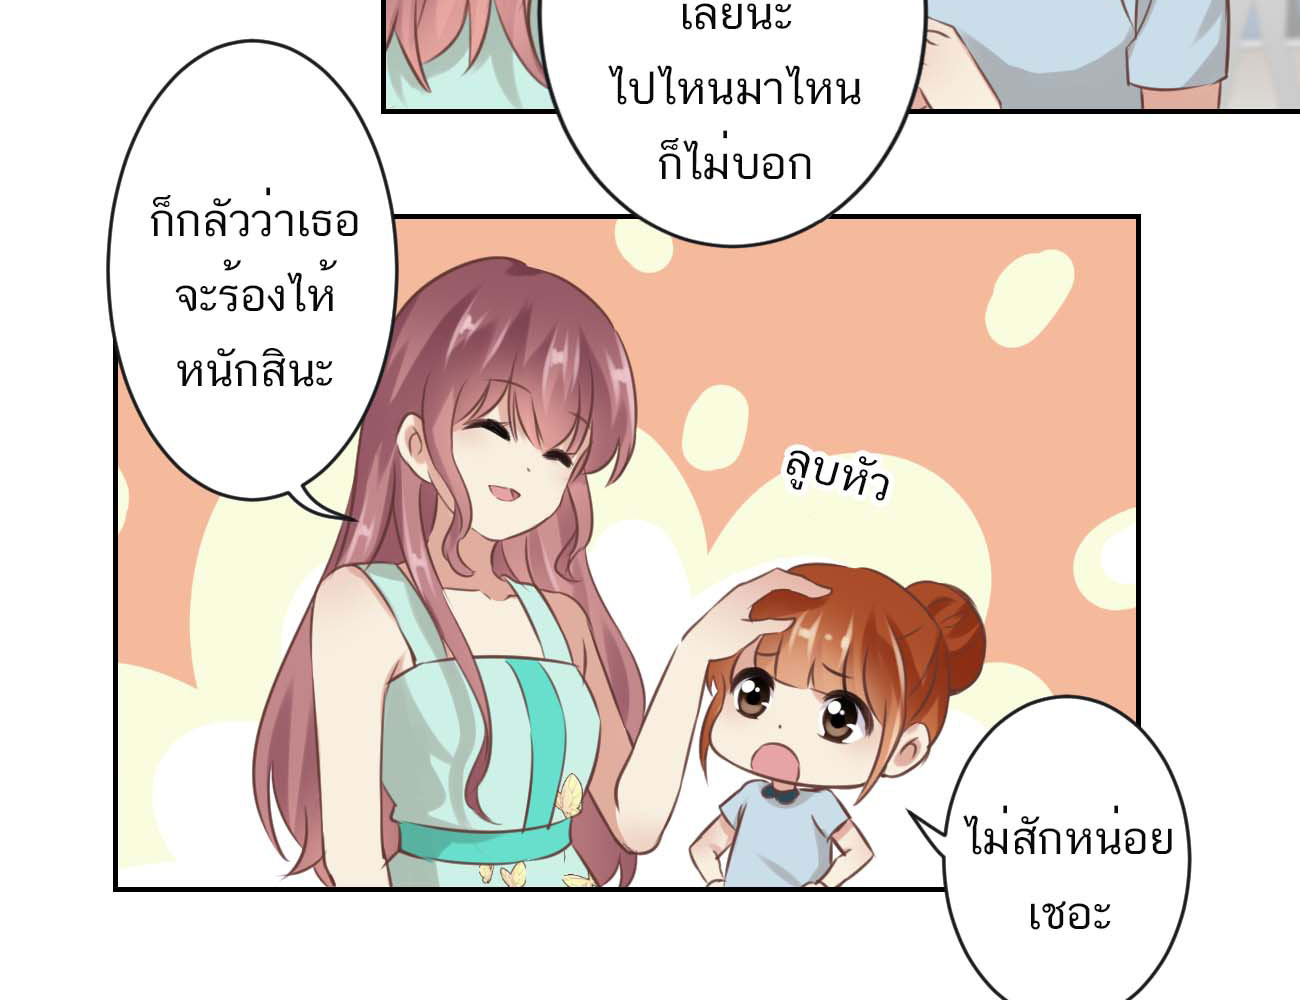 เลยนะ
ไปไหนมาไหน
ก็ไม่บอก
ก็กลัวว่าเธอ
จะร้องไห้
หนักสินะ
ลูบหัว
ไม่สักหน่อย
เชอะ